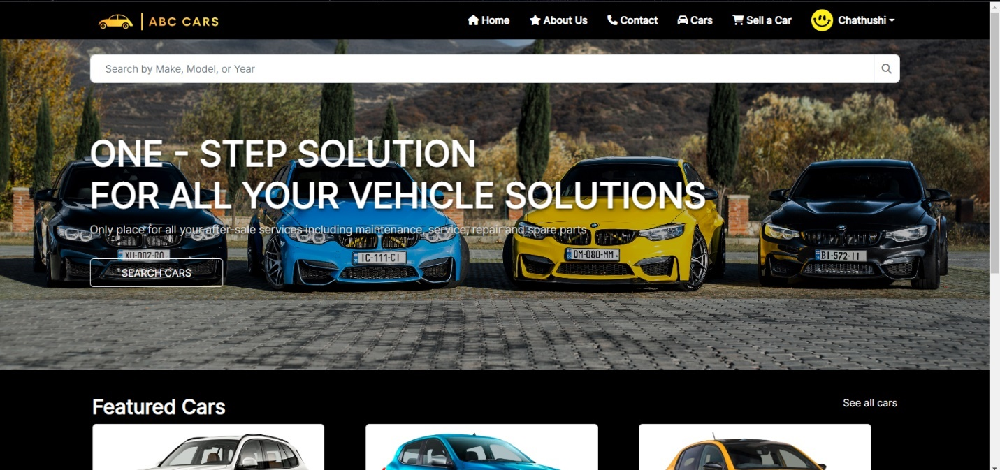 ABC CARS
Home About Us Contact Cars Sell a Car Chathushi
Search by Make, Model, or Year
ONE - STEP SOLUTION
FOR ALL YOUR VEHICLE SOLUTIONS
Only place for all your after-sale services including maintenance, service, repair and spare parts
XU-007-RO
IC-111-CI
OM-080-MM
BI-572-II
SEARCH CARS
Featured Cars
See all cars